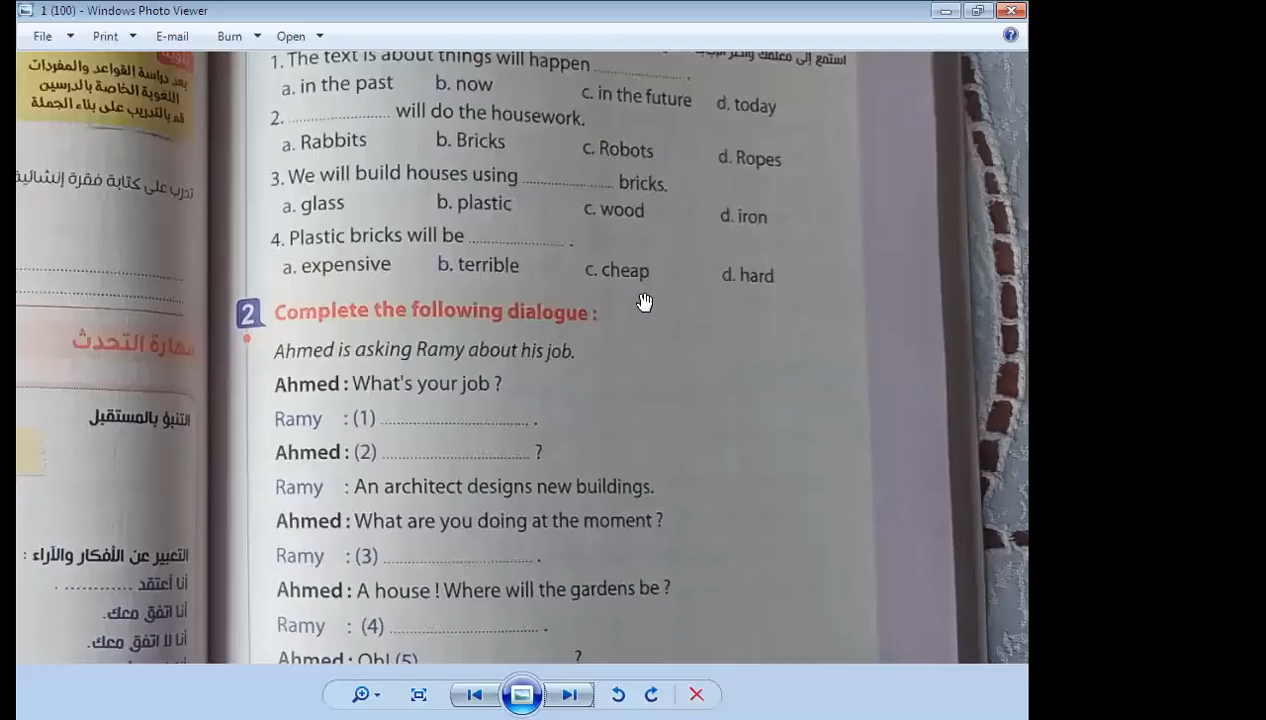 1 (100) - Windows Photo Viewer
File Print E-mail Burn Open
بعد دراسة القواعد والمفردات
اللغوية الخاصة بالدرسين
قم بالتدريب على بناء الجملة
تدرب على كتابة فقرة إنشائية
مهارة التحدث
التنبؤ بالمستقبل
التعبير عن الأفكار والآراء :
أنا أعتقد ............
أنا اتفق معك.
أنا لا اتفق معك.
استمع إلى معلمك واختر
1. The text is about things will happen .................... .
a. in the past b. now c. in the future d. today
2. .................... will do the housework.
a. Rabbits b. Bricks c. Robots d. Ropes
3. We will build houses using .................... bricks.
a. glass b. plastic c. wood d. iron
4. Plastic bricks will be .................... .
a. expensive b. terrible c. cheap d. hard
2 Complete the following dialogue :
Ahmed is asking Ramy about his job.
Ahmed : What's your job ?
Ramy : (1) .............................. .
Ahmed : (2) .............................. ?
Ramy : An architect designs new buildings.
Ahmed : What are you doing at the moment ?
Ramy : (3) .............................. .
Ahmed : A house ! Where will the gardens be ?
Ramy : (4) .............................. .
Ahmed : Oh! (5) ?